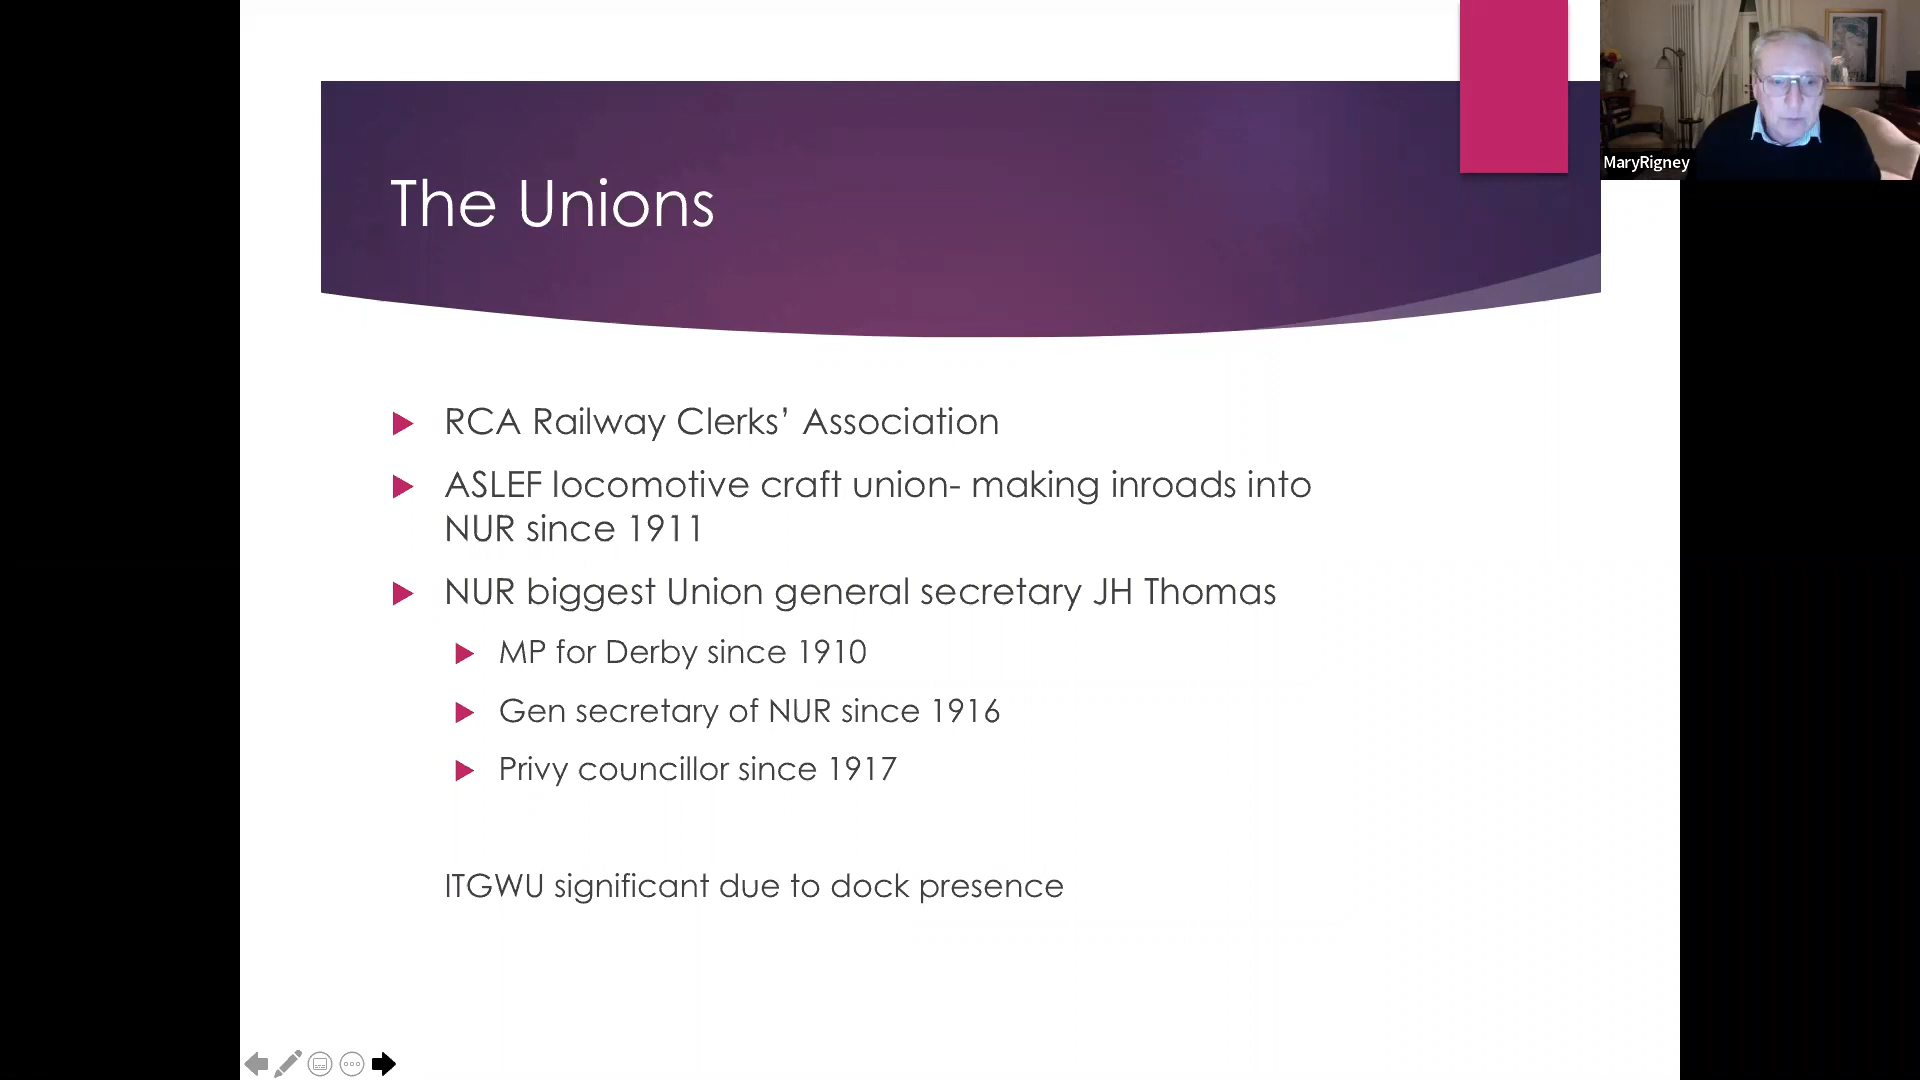 The Unions
MaryRigney
RCA Railway Clerks’ Association
ASLEF locomotive craft union- making inroads into
NUR since 1911
NUR biggest Union general secretary JH Thomas
MP for Derby since 1910
Gen secretary of NUR since 1916
Privy councillor since 1917
ITGWU significant due to dock presence